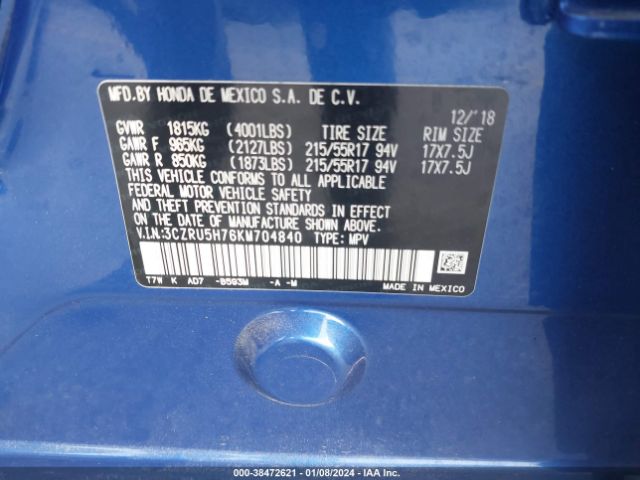 MFD.BY HONDA DE MEXICO S.A. DE C.V.
12/'18
GVWR 1815KG (4001LBS) TIRE SIZE RIM SIZE
GAWR F 965KG (2127LBS) 215/55R17 94V 17X7.5J
GAWR R 850KG (1873LBS) 215/55R17 94V 17X7.5J
THIS VEHICLE CONFORMS TO ALL APPLICABLE
FEDERAL MOTOR VEHICLE SAFETY
AND THEFT PREVENTION STANDARDS IN EFFECT
ON THE DATE OF MANUFACTURE SHOWN ABOVE.
V.I.N.:3CZRU5H76KM704840 TYPE: MPV
T7W K AD7 -B593M -A -M MADE IN MEXICO
000-38472621 - 01/08/2024 - IAA Inc.